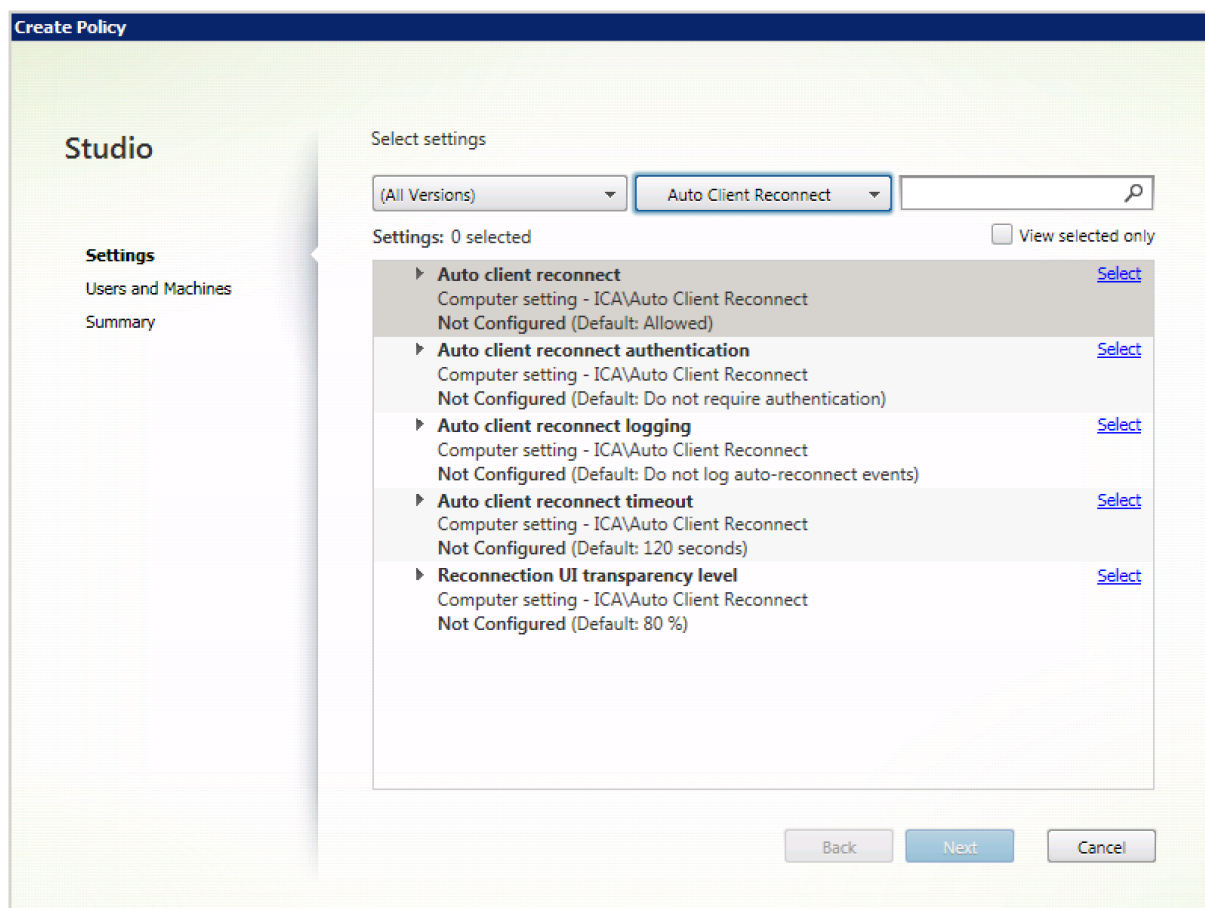 Create Policy
Studio
Settings
Users and Machines
Summary
Select settings
(All Versions)
Auto Client Reconnect
Settings: 0 selected
View selected only
Auto client reconnect
Select
Computer setting - ICA\Auto Client Reconnect
Not Configured (Default: Allowed)
Auto client reconnect authentication
Select
Computer setting - ICA\Auto Client Reconnect
Not Configured (Default: Do not require authentication)
Auto client reconnect logging
Select
Computer setting - ICA\Auto Client Reconnect
Not Configured (Default: Do not log auto-reconnect events)
Auto client reconnect timeout
Select
Computer setting - ICA\Auto Client Reconnect
Not Configured (Default: 120 seconds)
Reconnection UI transparency level
Select
Computer setting - ICA\Auto Client Reconnect
Not Configured (Default: 80 %)
Back
Next
Cancel